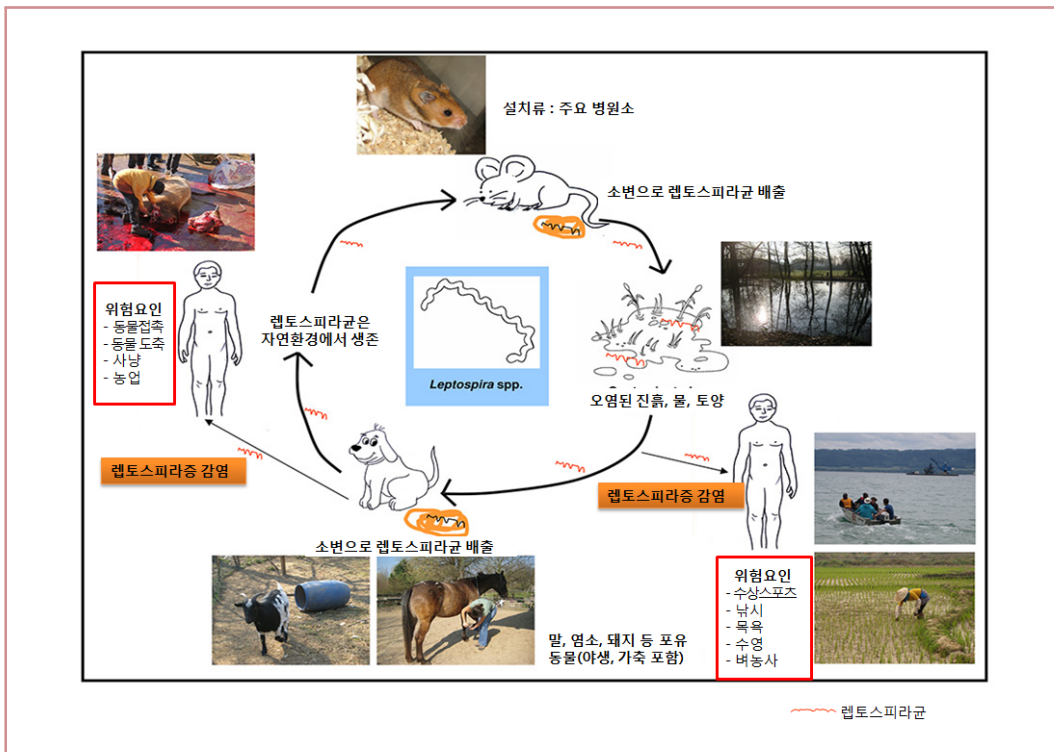 설치류 : 주요 병원소
소변으로 렙토스피라균 배출
위험요인
- 동물접촉
- 동물 도축
- 사냥
- 농업
렙토스피라균은
자연환경에서 생존
Leptospira spp.
오염된 진흙, 물, 토양
렙토스피라증 감염
렙토스피라증 감염
소변으로 렙토스피라균 배출
위험요인
- 수상스포츠
- 낚시
- 목욕
- 수영
- 벼농사
말, 염소, 돼지 등 포유
동물(야생, 가축 포함)
렙토스피라균